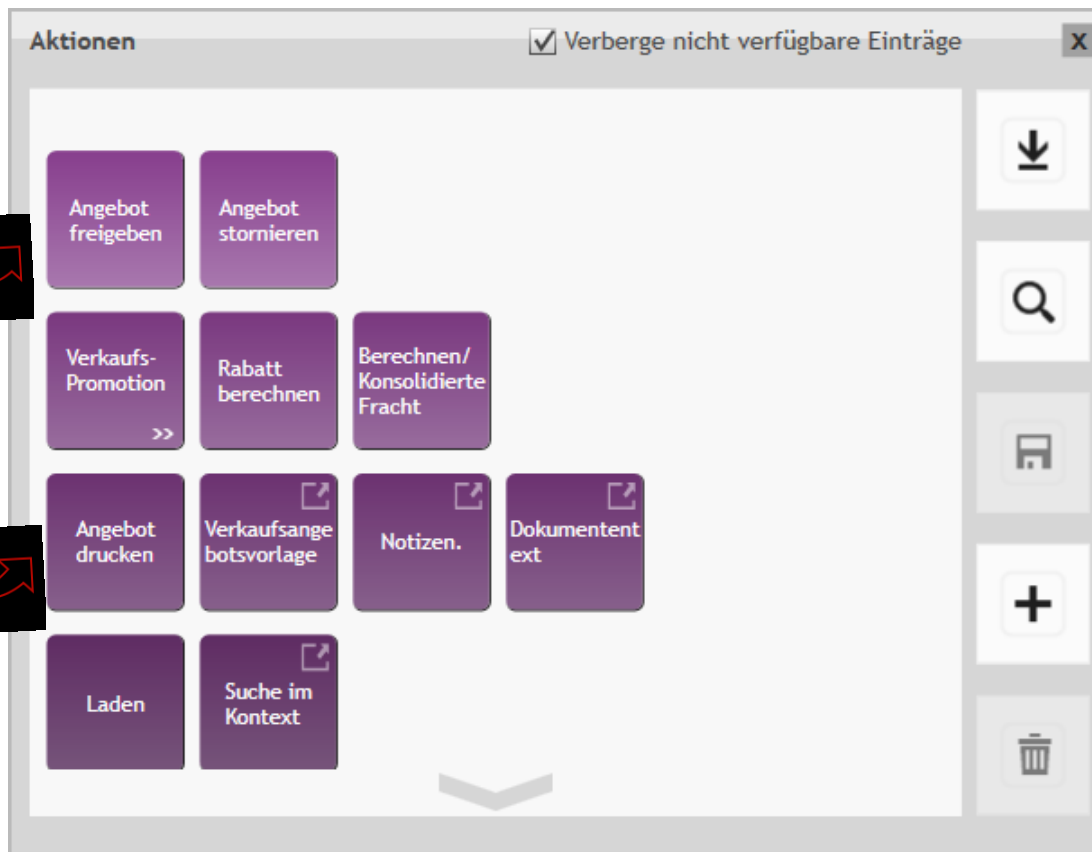 Aktionen
Verberge nicht verfügbare Einträge
X
Angebot
freigeben
Angebot
stornieren
Verkaufs-
Promotion
>>
Rabatt
berechnen
Berechnen/
Konsolidierte
Fracht
Angebot
drucken
Verkaufsange
botsvorlage
Notizen.
Dokumentent
ext
Laden
Suche im
Kontext